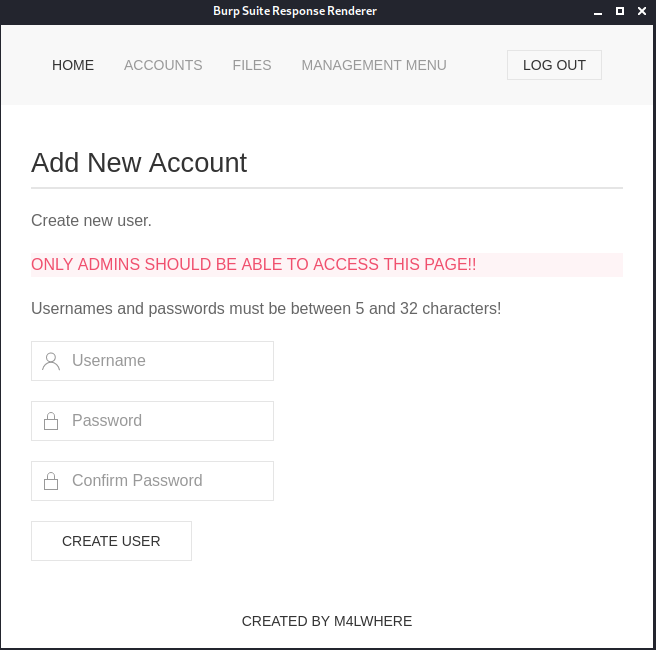 Burp Suite Response Renderer
HOME ACCOUNTS FILES MANAGEMENT MENU LOG OUT
Add New Account
Create new user.
ONLY ADMINS SHOULD BE ABLE TO ACCESS THIS PAGE!!
Usernames and passwords must be between 5 and 32 characters!
Username
Password
Confirm Password
CREATE USER
CREATED BY M4LWHERE